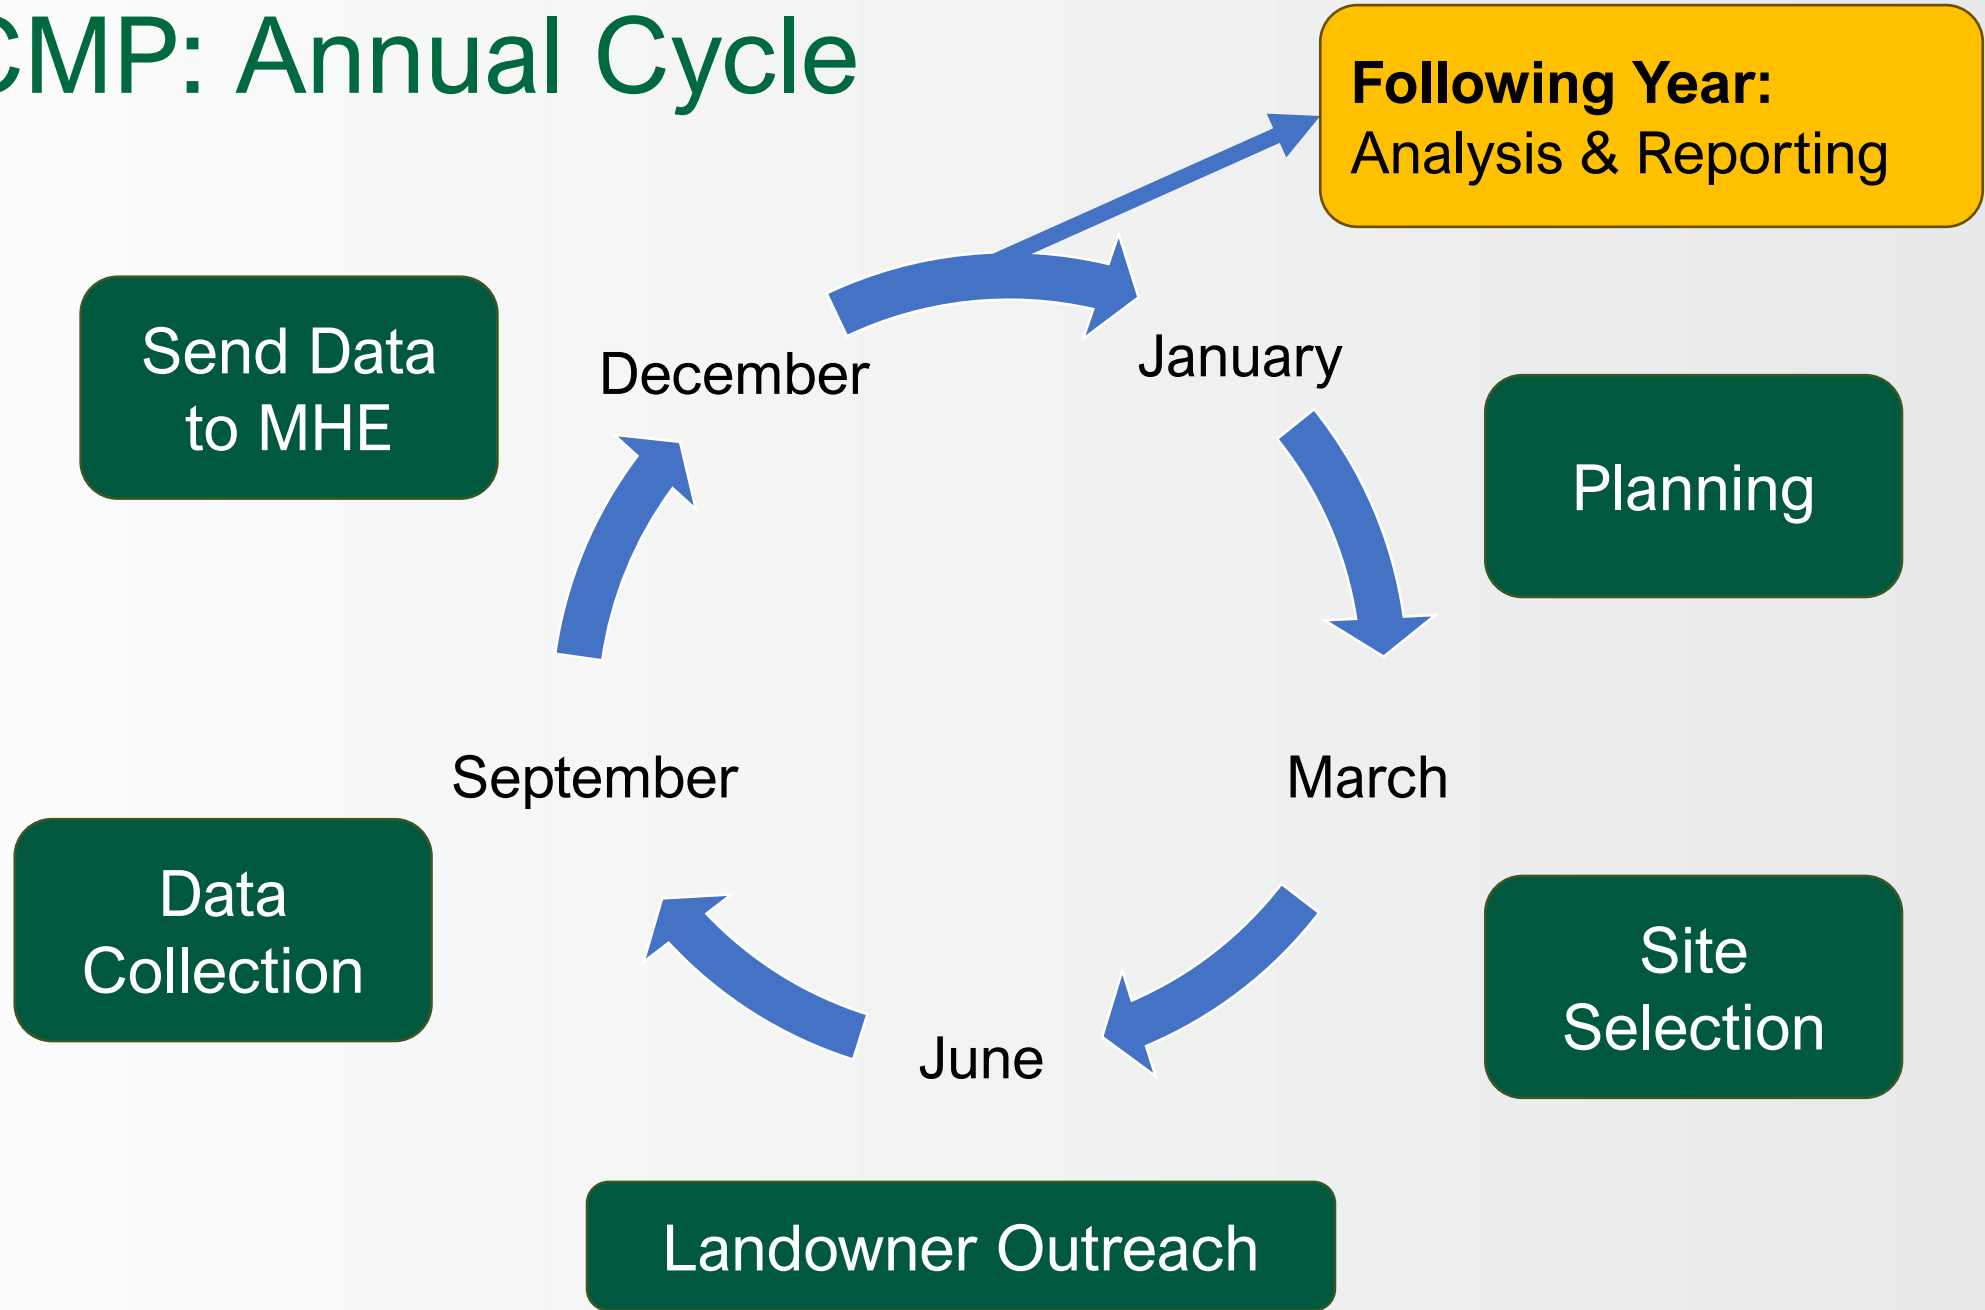 CMP: Annual Cycle
Following Year:
Analysis & Reporting
Send Data
to MHE
December
January
Planning
September
March
Data
Collection
Site
Selection
June
Landowner Outreach